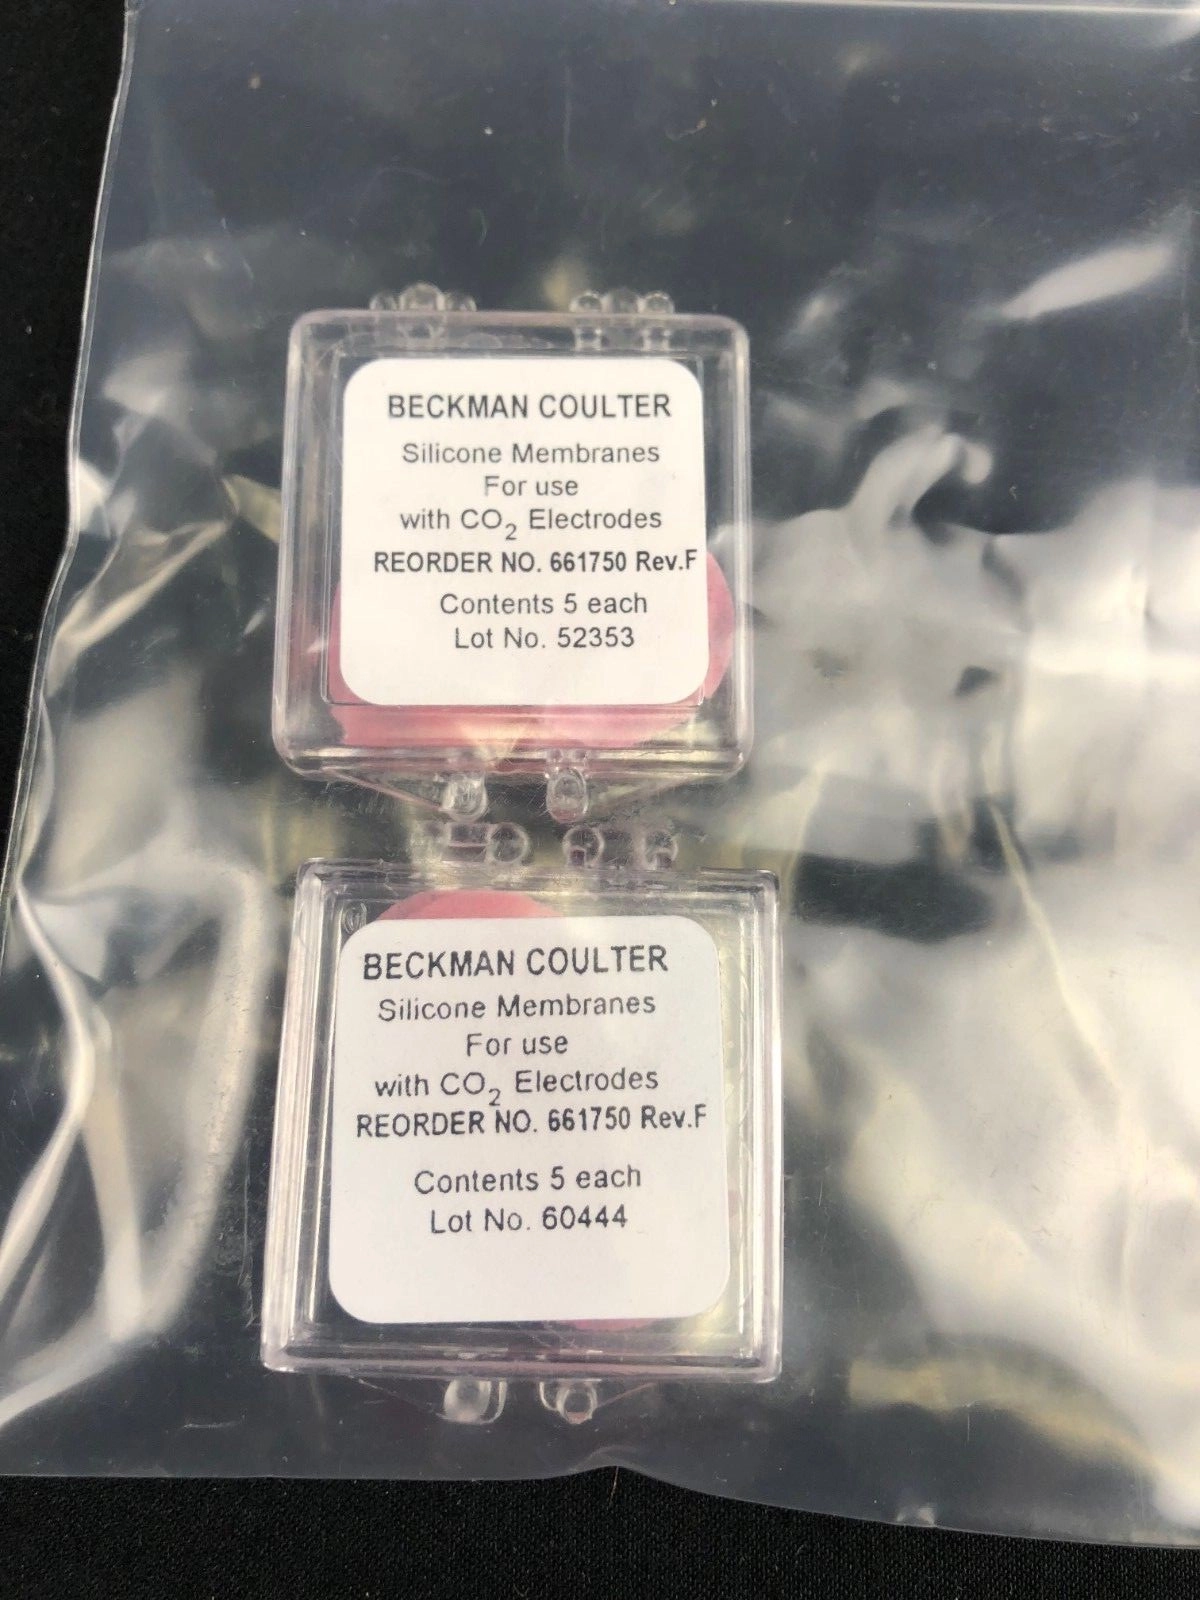 BECKMAN COULTER
Silicone Membranes
For use
with CO₂ Electrodes
REORDER NO. 661750 Rev.F
Contents 5 each
Lot No. 52353
BECKMAN COULTER
Silicone Membranes
For use
with CO₂ Electrodes
REORDER NO. 661750 Rev.F
Contents 5 each
Lot No. 60444